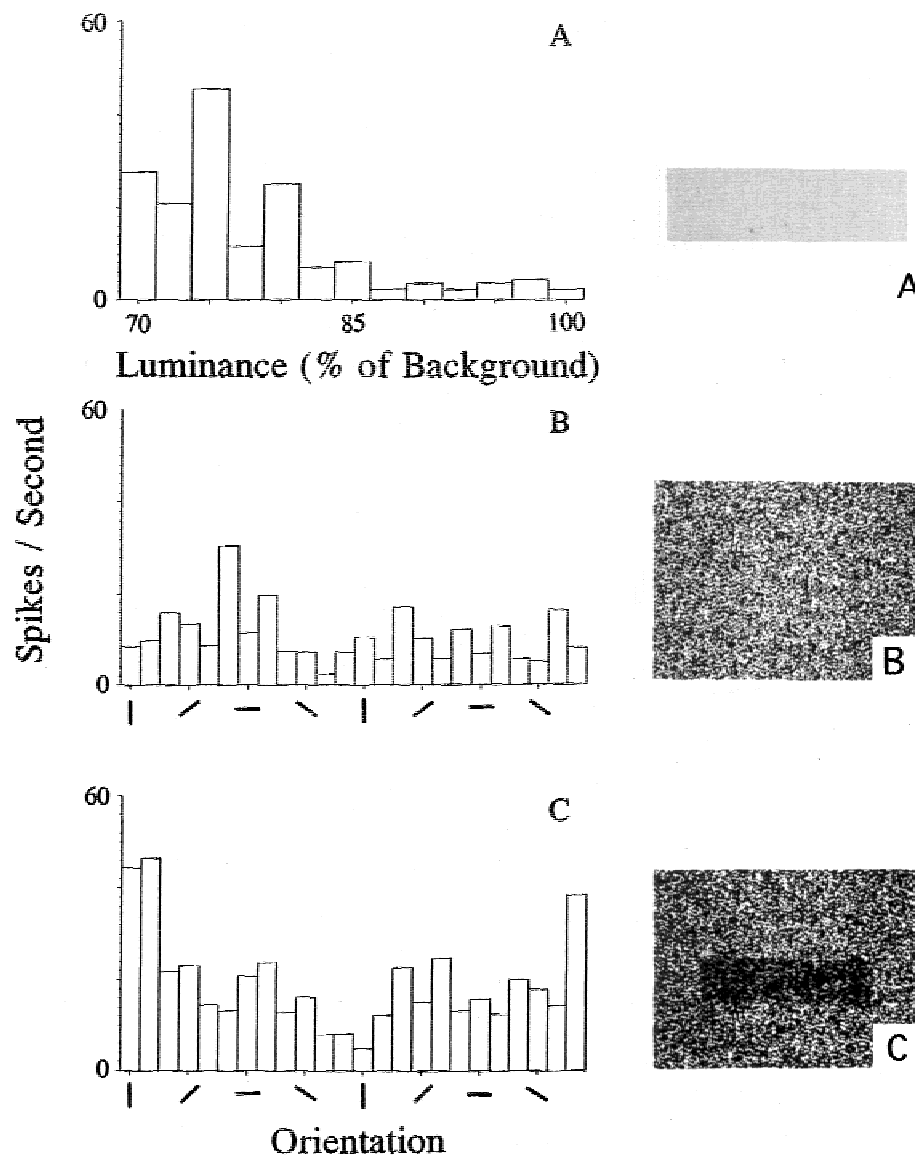 60
A
0
70 85 100
Luminance (% of Background)
A
60
B
Spikes / Second
0
B
60
C
0
C
Orientation